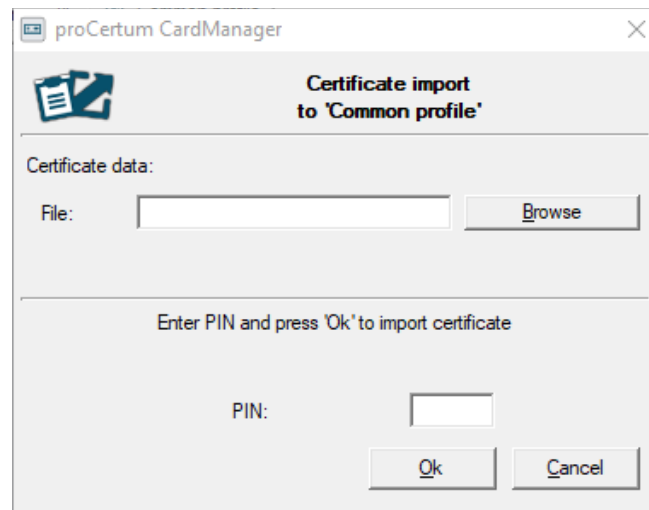 proCertum CardManager
Certificate import
to 'Common profile'
Certificate data:
File:
Browse
Enter PIN and press 'Ok' to import certificate
PIN:
Ok
Cancel